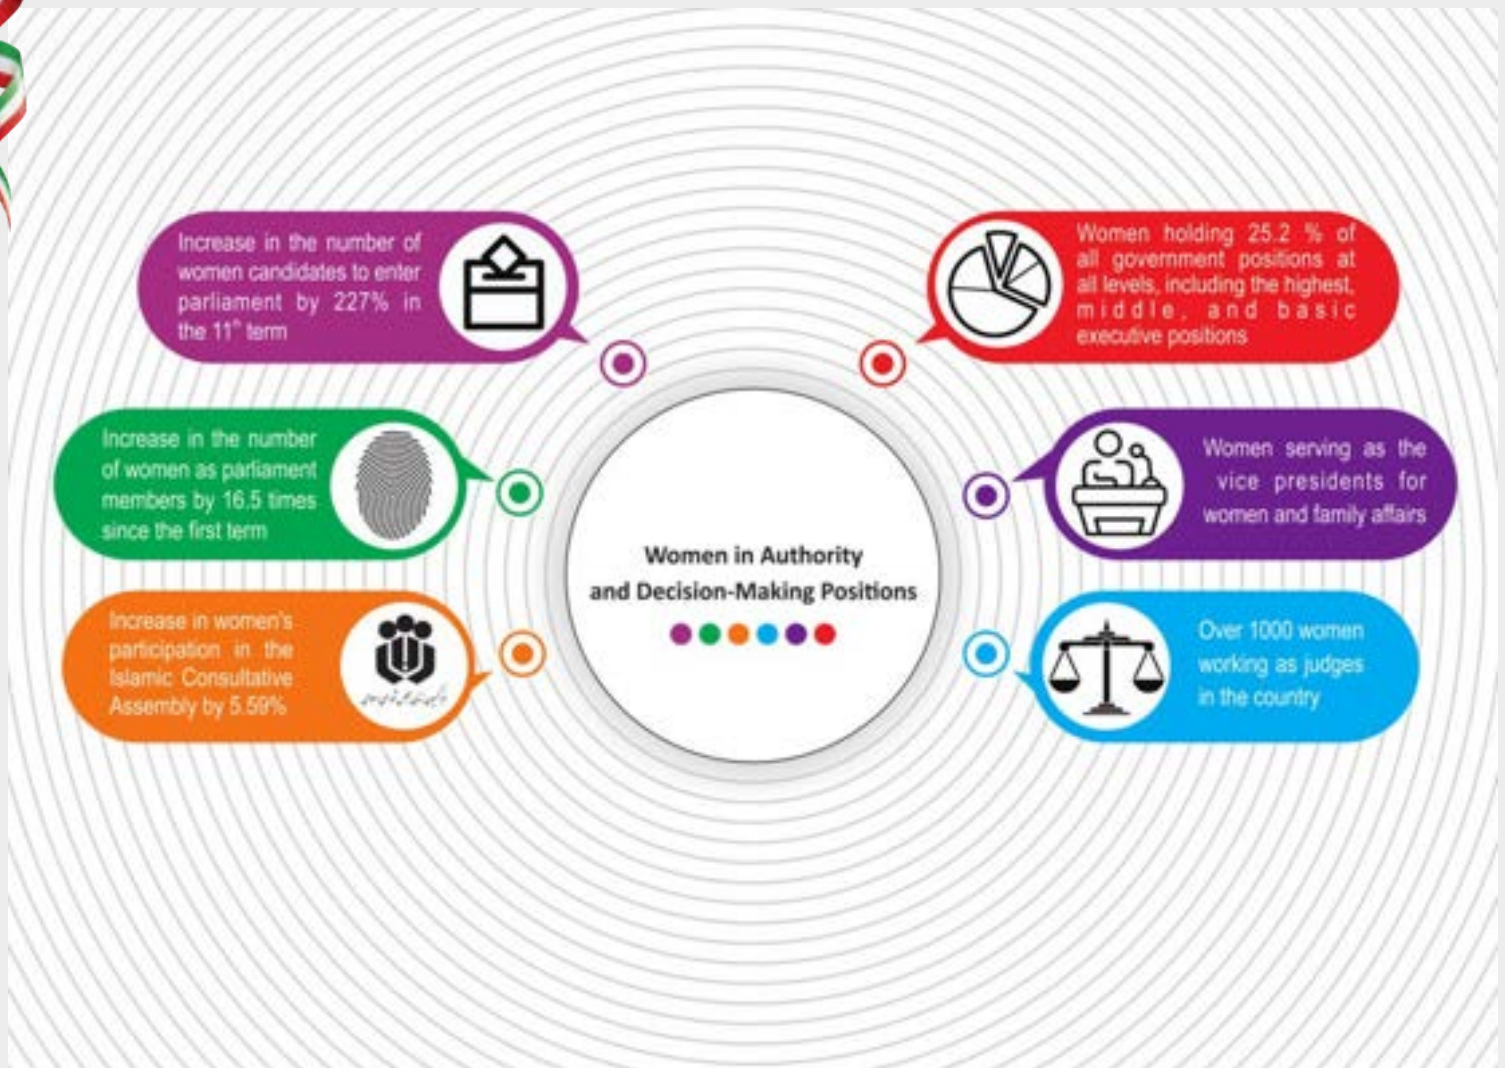 Increase in the number of
women candidates to enter
parliament by 227% in
the 11th term
Increase in the number
of women as parliament
members by 16.5 times
since the first term
Increase in women's
participation in the
Islamic Consultative
Assembly by 5.59%
Women in Authority
and Decision-Making Positions
Women holding 25.2 % of
all government positions at
all levels, including the highest,
middle, and basic
executive positions
Women serving as the
vice presidents for
women and family affairs
Over 1000 women
working as judges
in the country